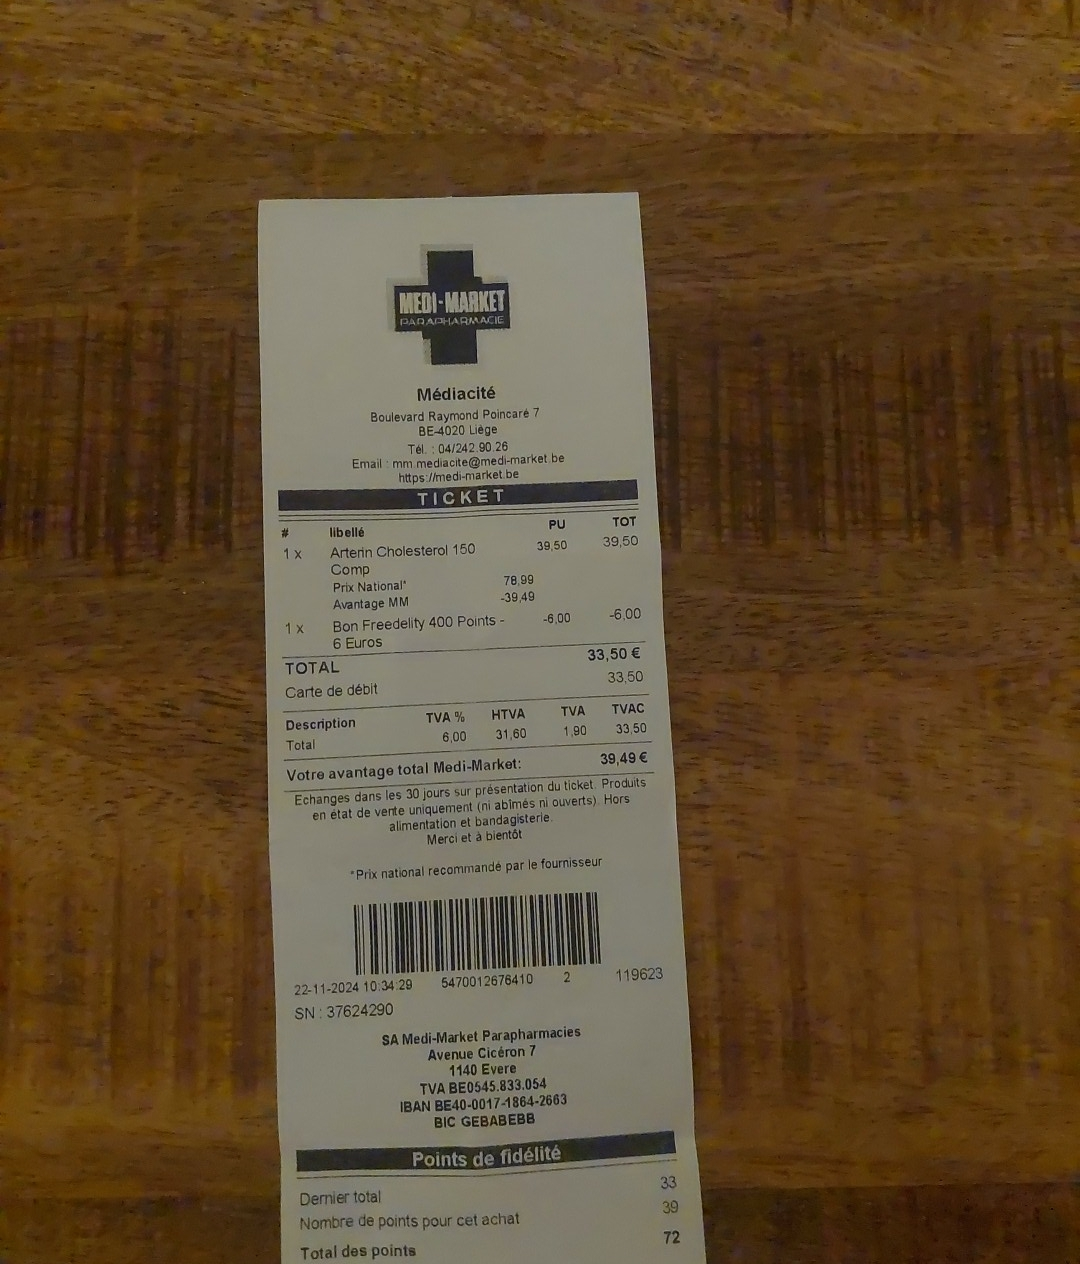 MEDI-MARKET
PARAPHARMACIE
Médiacité
Boulevard Raymond Poincaré 7
BE-4020 Liège
Tél. : 04/242.90.26
Email : mm.mediacite@medi-market.be
https://medi-market.be
TICKET
# libellé PU TOT
1 x Arterin Cholesterol 150 39,50 39,50
Comp
Prix National* 78,99
Avantage MM -39,49
1 x Bon Freedelity 400 Points - -6,00 -6,00
6 Euros
TOTAL 33,50 €
Carte de débit 33,50
Description TVA % HTVA TVA TVAC
Total 6,00 31,60 1,90 33,50
Votre avantage total Medi-Market: 39,49 €
Echanges dans les 30 jours sur présentation du ticket. Produits
en état de vente uniquement (ni abîmés ni ouverts). Hors
alimentation et bandagisterie.
Merci et à bientôt
*Prix national recommandé par le fournisseur
22-11-2024 10:34:29 5470012676410 2 119623
SN : 37624290
SA Medi-Market Parapharmacies
Avenue Cicéron 7
1140 Evere
TVA BE0545.833.054
IBAN BE40-0017-1864-2663
BIC GEBABEBB
Points de fidélité
Dernier total 33
Nombre de points pour cet achat 39
Total des points 72